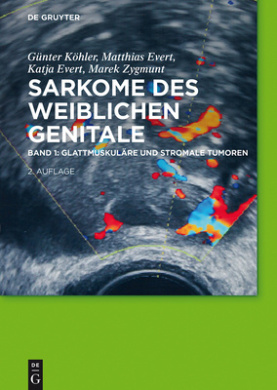 DE GRUYTER
Günter Köhler, Matthias Evert,
Katja Evert, Marek Zygmunt
SARKOME DES
WEIBLICHEN
GENITALE
BAND 1: GLATTMUSKULÄRE UND STROMALE TUMOREN
2. AUFLAGE
DE
G